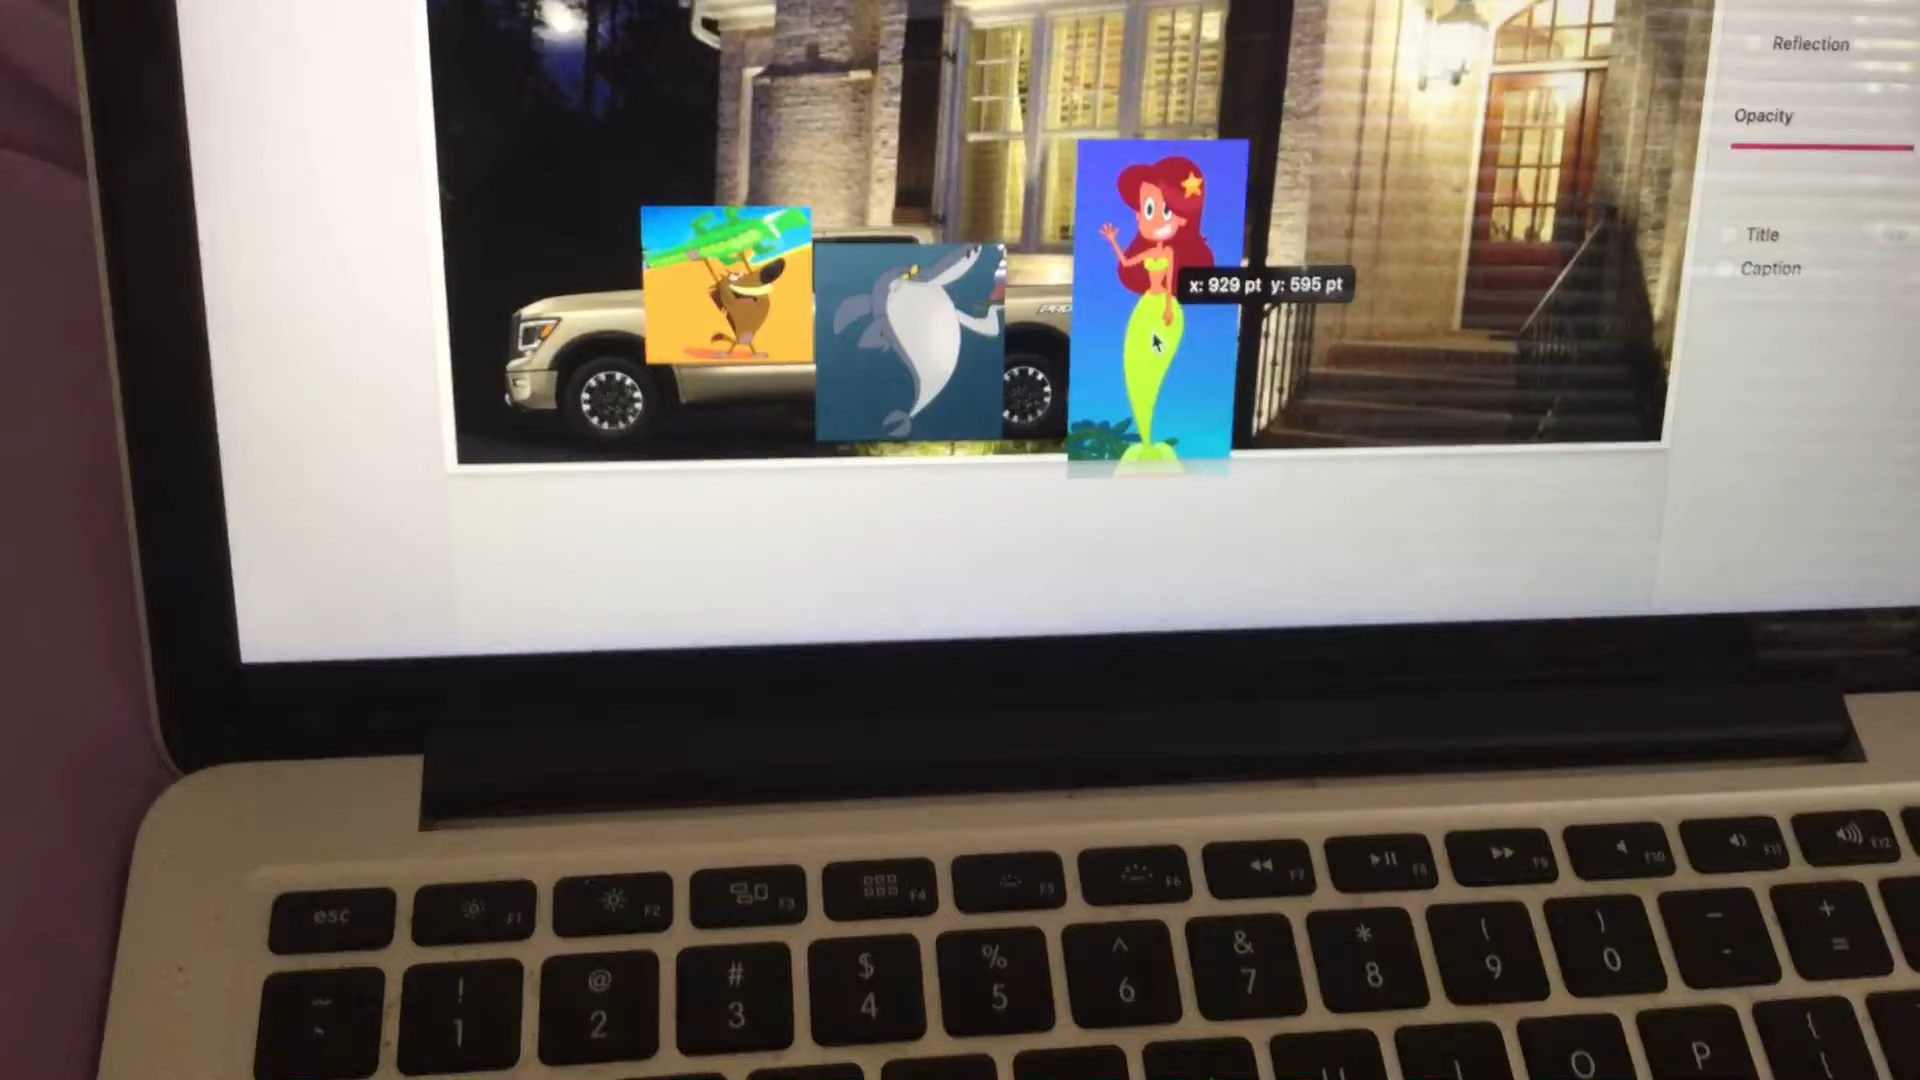 Reflection
Opacity
Title
Caption
x: 929 pt y: 595 pt
PRO
esc
F1
F2
F3
F4
F5
F6
F7
F8
F9
F10
F11
F12
~
`
!
1
@
2
#
3
$
4
%
5
^
6
&
7
*
8
(
9
)
0
-
+
=
O
P
{